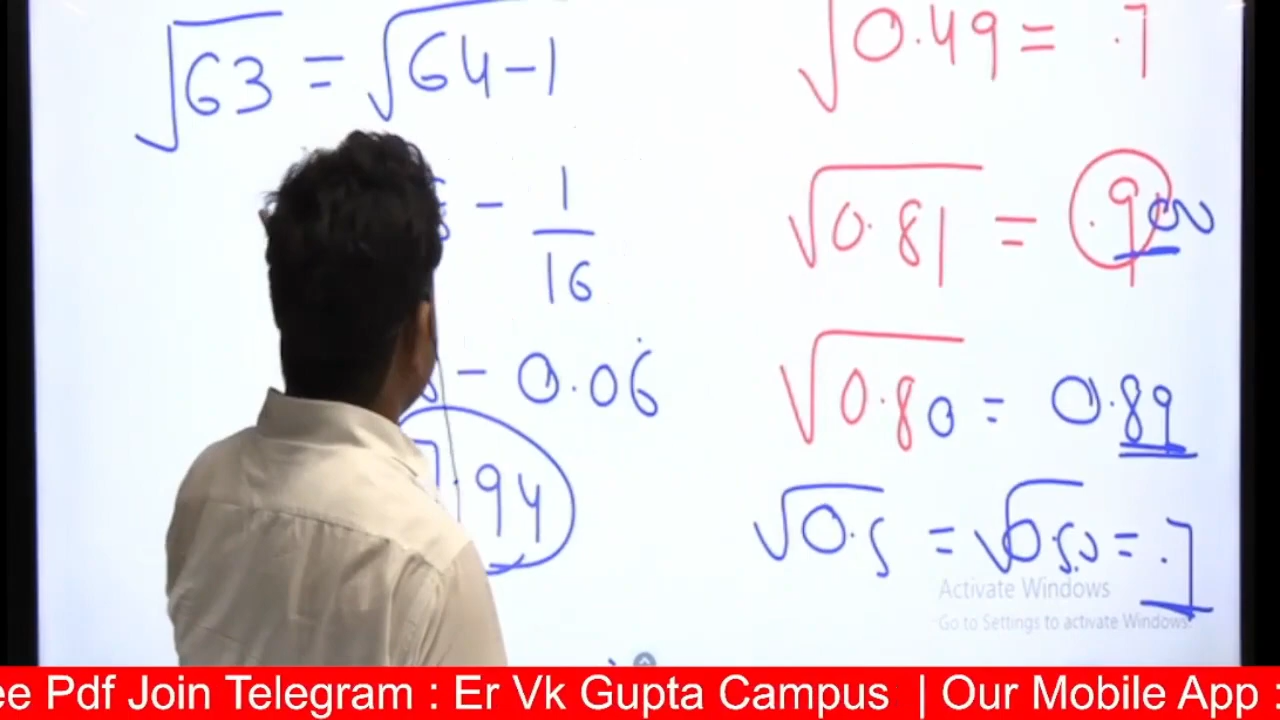 √63 = √64-1
- 1/16
- 0.06
7.94
√0.49 = .7
√0.81 = .900
√0.80 = 0.89
√0.5 = √0.50 = .7
Activate Windows
Go to Settings to activate Windows.
ee Pdf Join Telegram : Er Vk Gupta Campus | Our Mobile App :